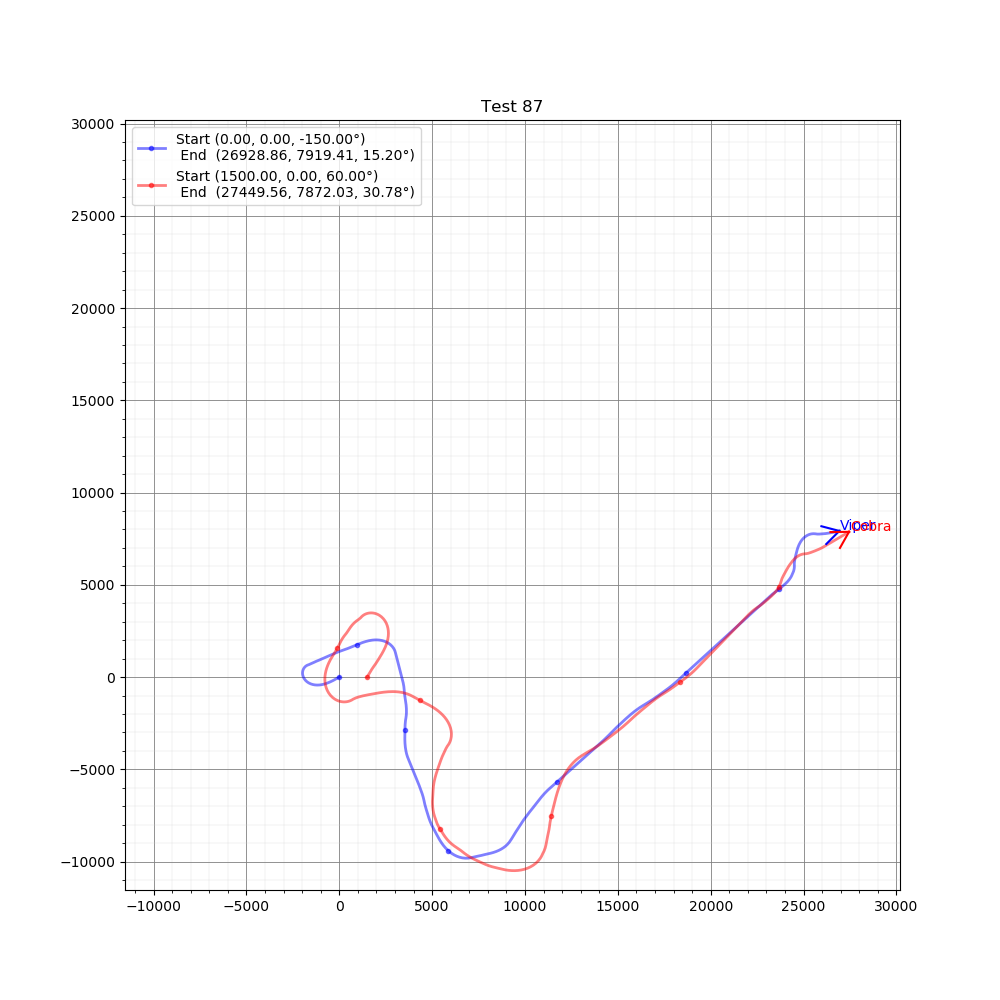 Test 87
Start (0.00, 0.00, -150.00°)
End  (26928.86, 7919.41, 15.20°)
Start (1500.00, 0.00, 60.00°)
End  (27449.56, 7872.03, 30.78°)
30000
25000
20000
15000
10000
5000
0
−5000
−10000
Viper
Cobra
−10000 −5000 0 5000 10000 15000 20000 25000 30000